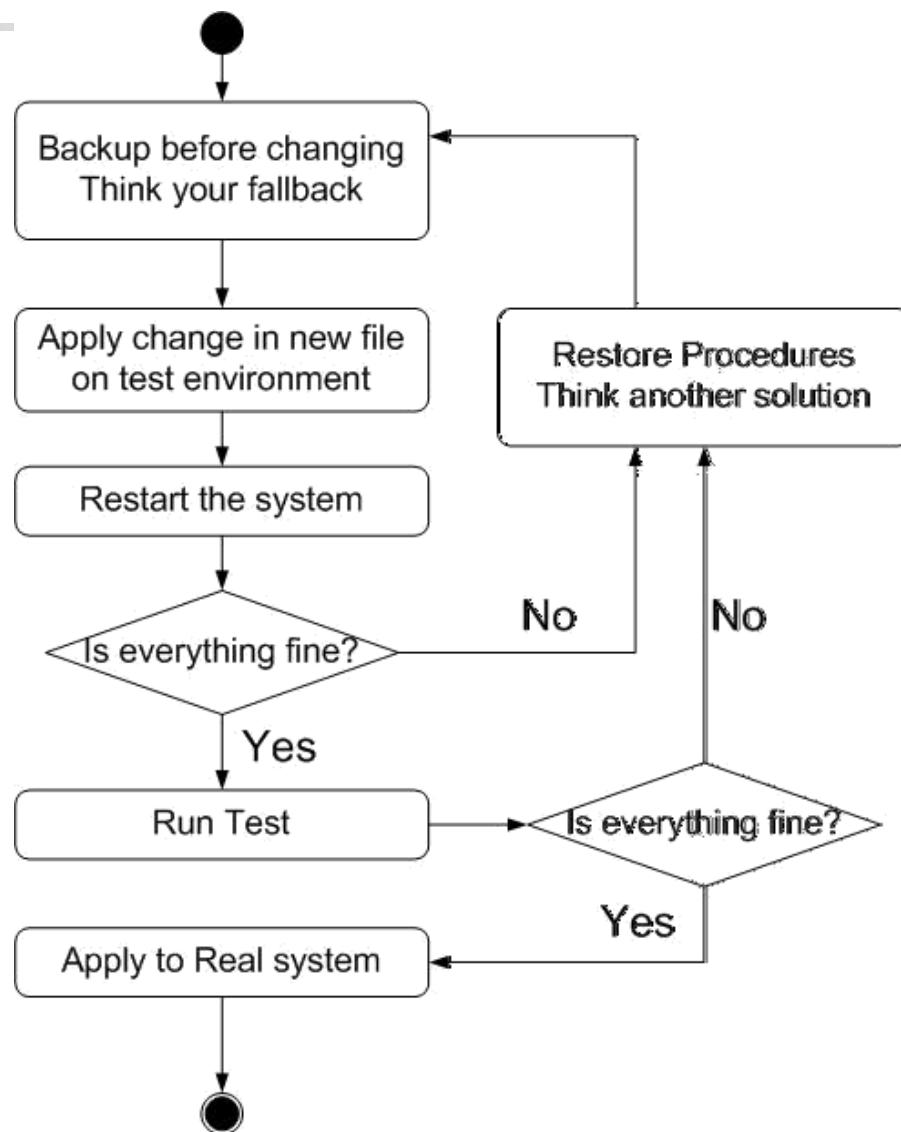 Backup before changing
Think your fallback
Apply change in new file
on test environment
Restore Procedures
Think another solution
Restart the system
No
No
Is everything fine?
Yes
Run Test
Is everything fine?
Yes
Apply to Real system